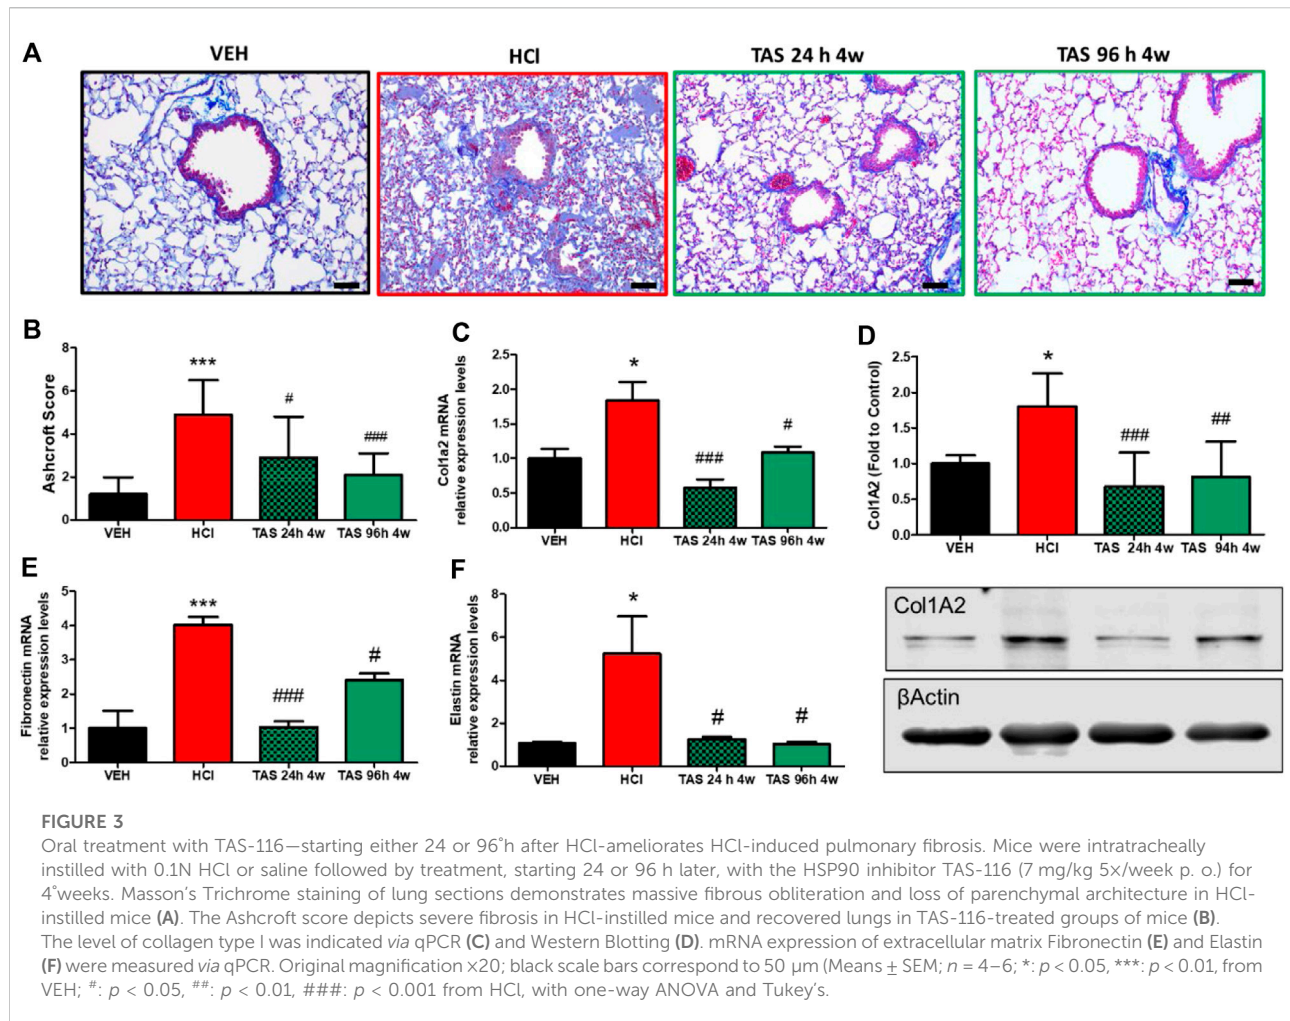 A
VEH
HCl
TAS 24 h 4w
TAS 96 h 4w
B
Ashcroft Score
8
6
4
2
0
***
#
###
VEH
HCl
TAS 24h 4w
TAS 96h 4w
C
Col1a2 mRNA
relative expression levels
2.5
2.0
1.5
1.0
0.5
0.0
*
###
#
VEH
HCl
TAS 24h 4w
TAS 96h 4w
D
Col1A2 (Fold to Control)
2.5
2.0
1.5
1.0
0.5
0.0
*
###
##
VEH
HCl
TAS 24h 4w
TAS 94h 4w
E
Fibronectin mRNA
relative expression levels
5
4
3
2
1
0
***
###
#
VEH
HCl
TAS 24h 4w
TAS 96h 4w
F
Elastin mRNA
relative expression levels
8
6
4
2
0
*
#
#
VEH
HCl
TAS 24 h 4w
TAS 96h 4w
Col1A2
βActin
FIGURE 3
Oral treatment with TAS-116—starting either 24 or 96°h after HCl-ameliorates HCl-induced pulmonary fibrosis. Mice were intratracheally
instilled with 0.1N HCl or saline followed by treatment, starting 24 or 96 h later, with the HSP90 inhibitor TAS-116 (7 mg/kg 5×/week p. o.) for
4°weeks. Masson's Trichrome staining of lung sections demonstrates massive fibrous obliteration and loss of parenchymal architecture in HCl-
instilled mice (A). The Ashcroft score depicts severe fibrosis in HCl-instilled mice and recovered lungs in TAS-116-treated groups of mice (B).
The level of collagen type I was indicated via qPCR (C) and Western Blotting (D). mRNA expression of extracellular matrix Fibronectin (E) and Elastin
(F) were measured via qPCR. Original magnification ×20; black scale bars correspond to 50 μm (Means ± SEM; n = 4–6; *: p < 0.05, ***: p < 0.01, from
VEH; #: p < 0.05, ##: p < 0.01, ###: p < 0.001 from HCl, with one-way ANOVA and Tukey's.